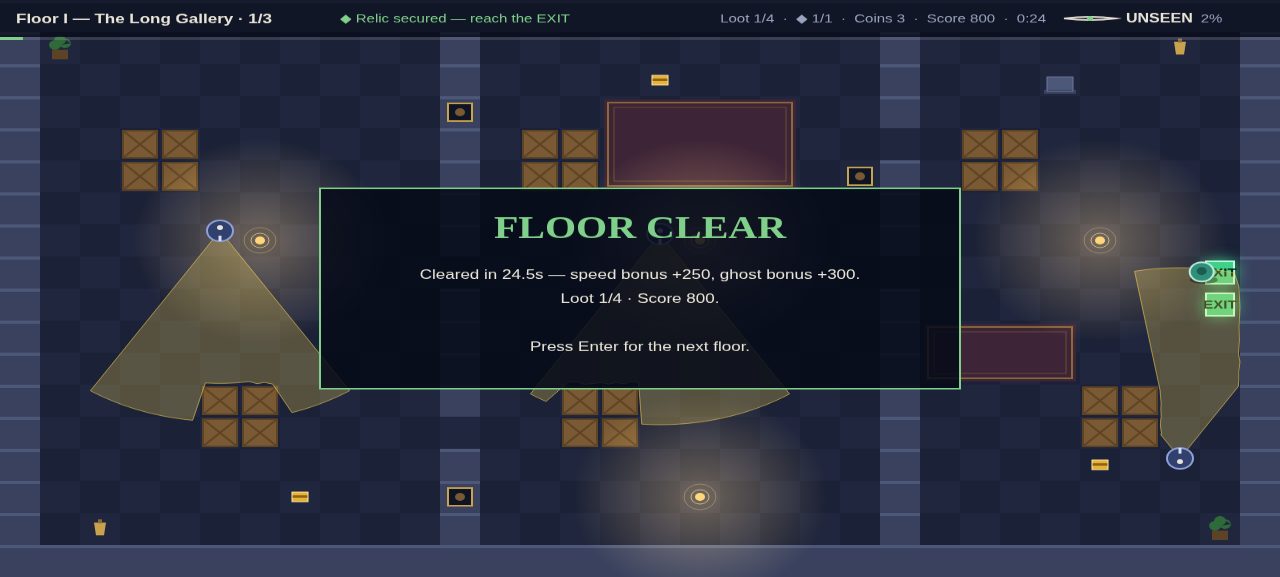 Floor I — The Long Gallery · 1/3
◆ Relic secured — reach the EXIT
Loot 1/4 · ◆ 1/1 · Coins 3 · Score 800 · 0:24
UNSEEN 2%
FLOOR CLEAR
Cleared in 24.5s — speed bonus +250, ghost bonus +300.
Loot 1/4 · Score 800.
Press Enter for the next floor.
XIT
EXIT